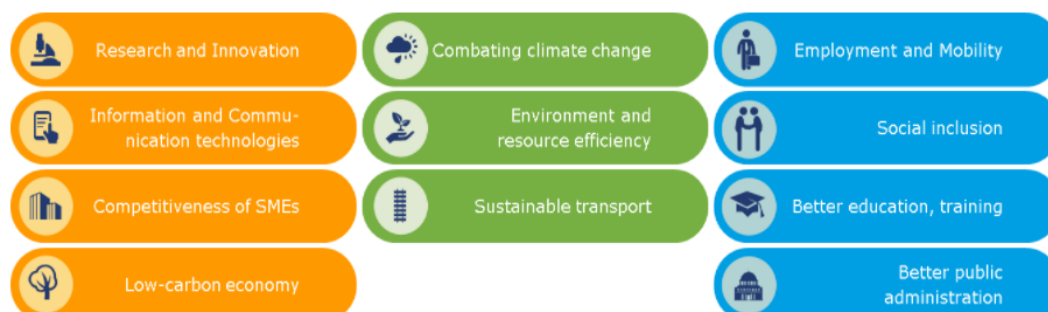 Research and Innovation
Information and Commu-
nication technologies
Competitiveness of SMEs
Low-carbon economy
Combating climate change
Environment and
resource efficiency
Sustainable transport
Employment and Mobility
Social inclusion
Better education, training
Better public
administration